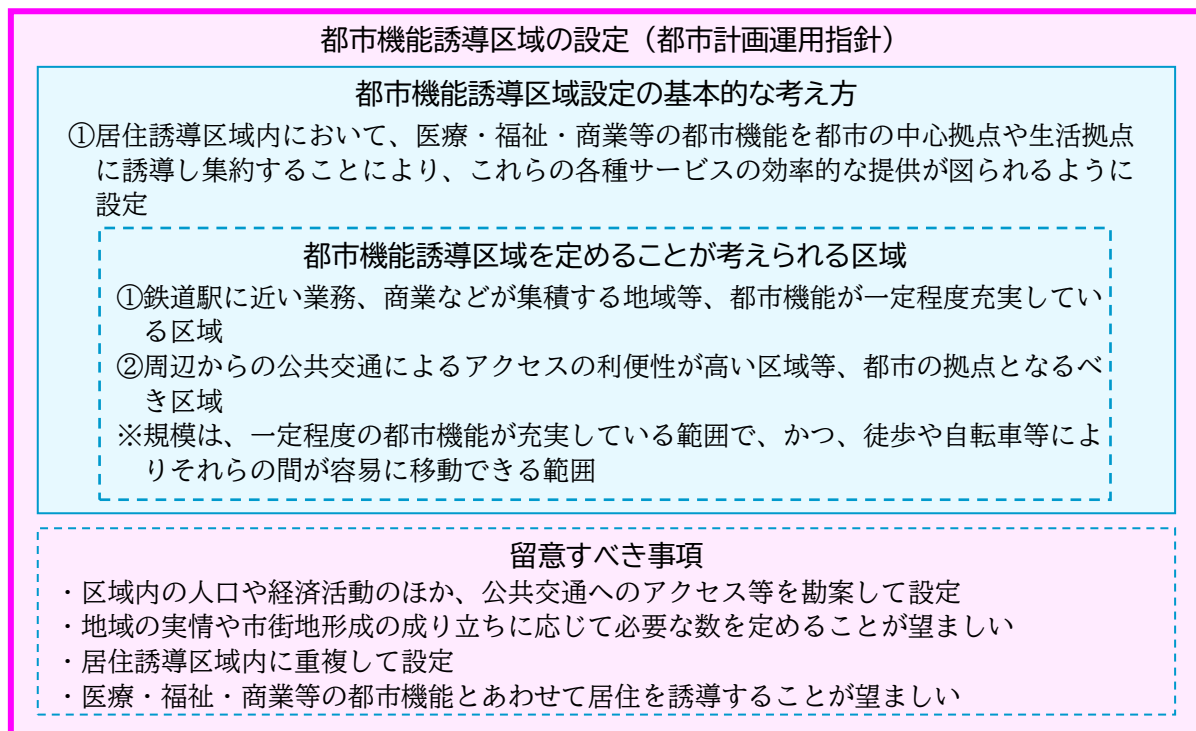 都市機能誘導区域の設定（都市計画運用指針）
都市機能誘導区域設定の基本的な考え方
①居住誘導区域内において、医療・福祉・商業等の都市機能を都市の中心拠点や生活拠点
に誘導し集約することにより、これらの各種サービスの効率的な提供が図られるように
設定
都市機能誘導区域を定めることが考えられる区域
①鉄道駅に近い業務、商業などが集積する地域等、都市機能が一定程度充実してい
る区域
②周辺からの公共交通によるアクセスの利便性が高い区域等、都市の拠点となるべ
き区域
※規模は、一定程度の都市機能が充実している範囲で、かつ、徒歩や自転車等によ
りそれらの間が容易に移動できる範囲
留意すべき事項
・区域内の人口や経済活動のほか、公共交通へのアクセス等を勘案して設定
・地域の実情や市街地形成の成り立ちに応じて必要な数を定めることが望ましい
・居住誘導区域内に重複して設定
・医療・福祉・商業等の都市機能とあわせて居住を誘導することが望ましい